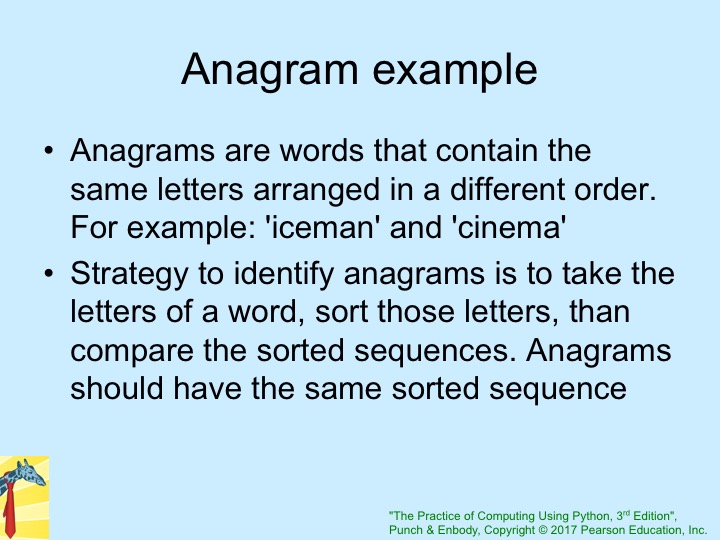 Anagram example
• Anagrams are words that contain the
same letters arranged in a different order.
For example: 'iceman' and 'cinema'
• Strategy to identify anagrams is to take the
letters of a word, sort those letters, than
compare the sorted sequences. Anagrams
should have the same sorted sequence
"The Practice of Computing Using Python, 3rd Edition",
Punch & Enbody, Copyright © 2017 Pearson Education, Inc.